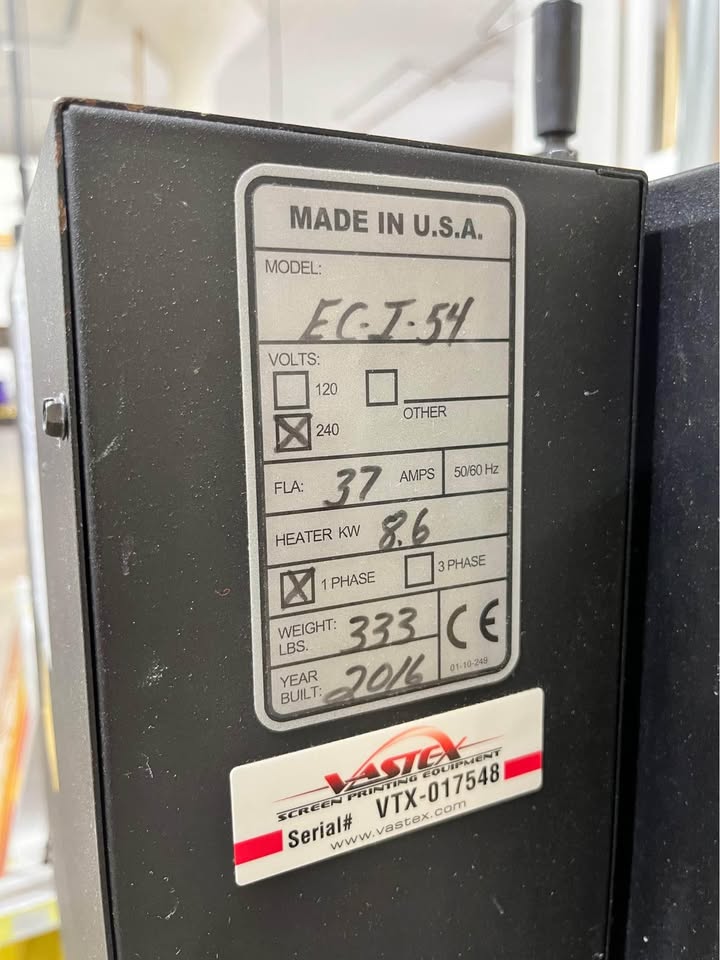 MADE IN U.S.A.
MODEL:
EC-I-54
VOLTS:
120
240
OTHER
FLA: 37 AMPS 50/60 Hz
HEATER KW 8.6
1 PHASE 3 PHASE
WEIGHT: LBS. 333
CE
YEAR BUILT: 2016
01-10-249
VASTEX
SCREEN PRINTING EQUIPMENT
Serial# VTX-017548
www.vastex.com